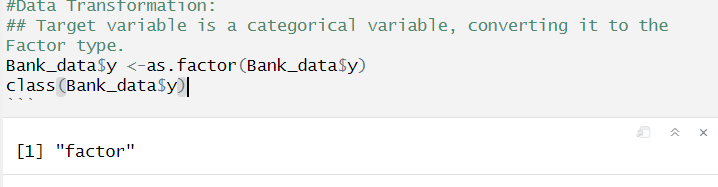 #Data Transformation:
## Target variable is a categorical variable, converting it to the
Factor type.
Bank_data$y <-as.factor(Bank_data$y)
class(Bank_data$y)
```
[1] "factor"